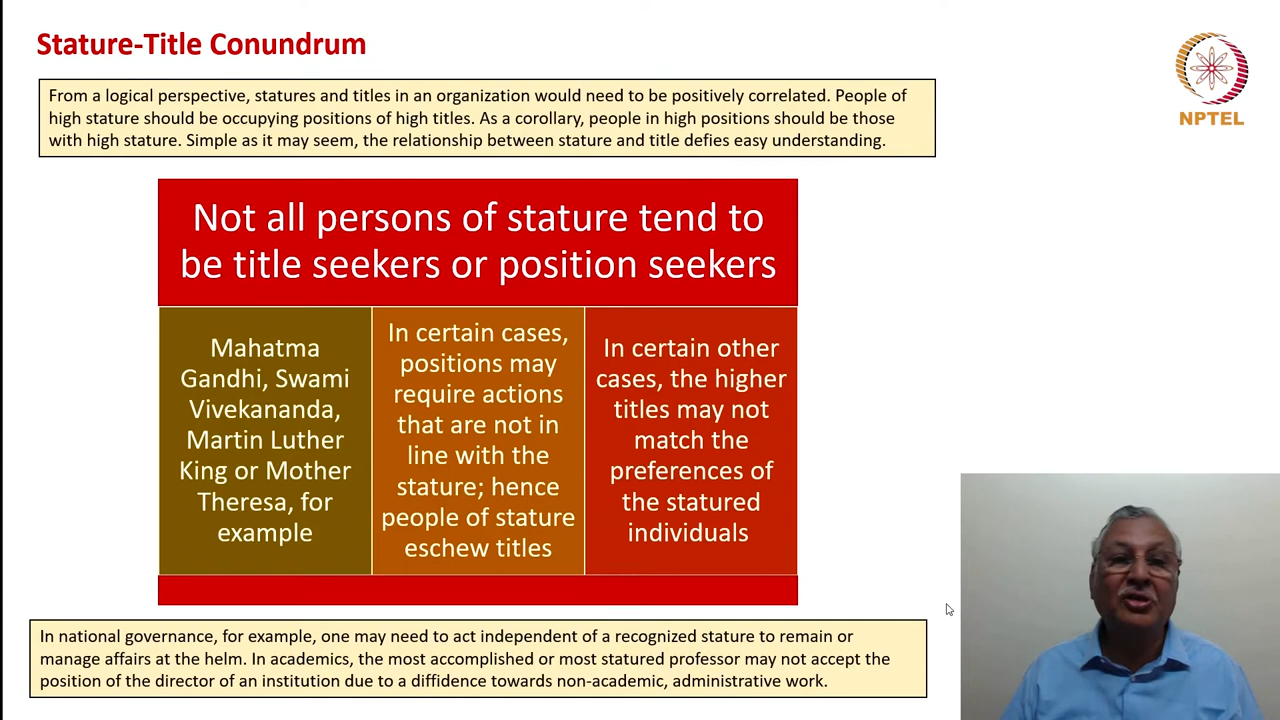 Stature-Title Conundrum
NPTEL
From a logical perspective, statures and titles in an organization would need to be positively correlated. People of
high stature should be occupying positions of high titles. As a corollary, people in high positions should be those
with high stature. Simple as it may seem, the relationship between stature and title defies easy understanding.
Not all persons of stature tend to
be title seekers or position seekers
Mahatma
Gandhi, Swami
Vivekananda,
Martin Luther
King or Mother
Theresa, for
example
In certain cases,
positions may
require actions
that are not in
line with the
stature; hence
people of stature
eschew titles
In certain other
cases, the higher
titles may not
match the
preferences of
the statured
individuals
In national governance, for example, one may need to act independent of a recognized stature to remain or
manage affairs at the helm. In academics, the most accomplished or most statured professor may not accept the
position of the director of an institution due to a diffidence towards non-academic, administrative work.